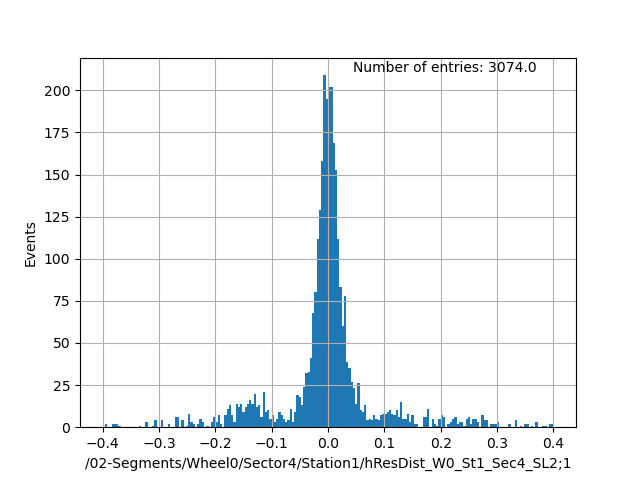 Number of entries: 3074.0
200
175
150
125
100
75
50
25
0
Events
−0.4 −0.3 −0.2 −0.1 0.0 0.1 0.2 0.3 0.4
/02-Segments/Wheel0/Sector4/Station1/hResDist_W0_St1_Sec4_SL2;1